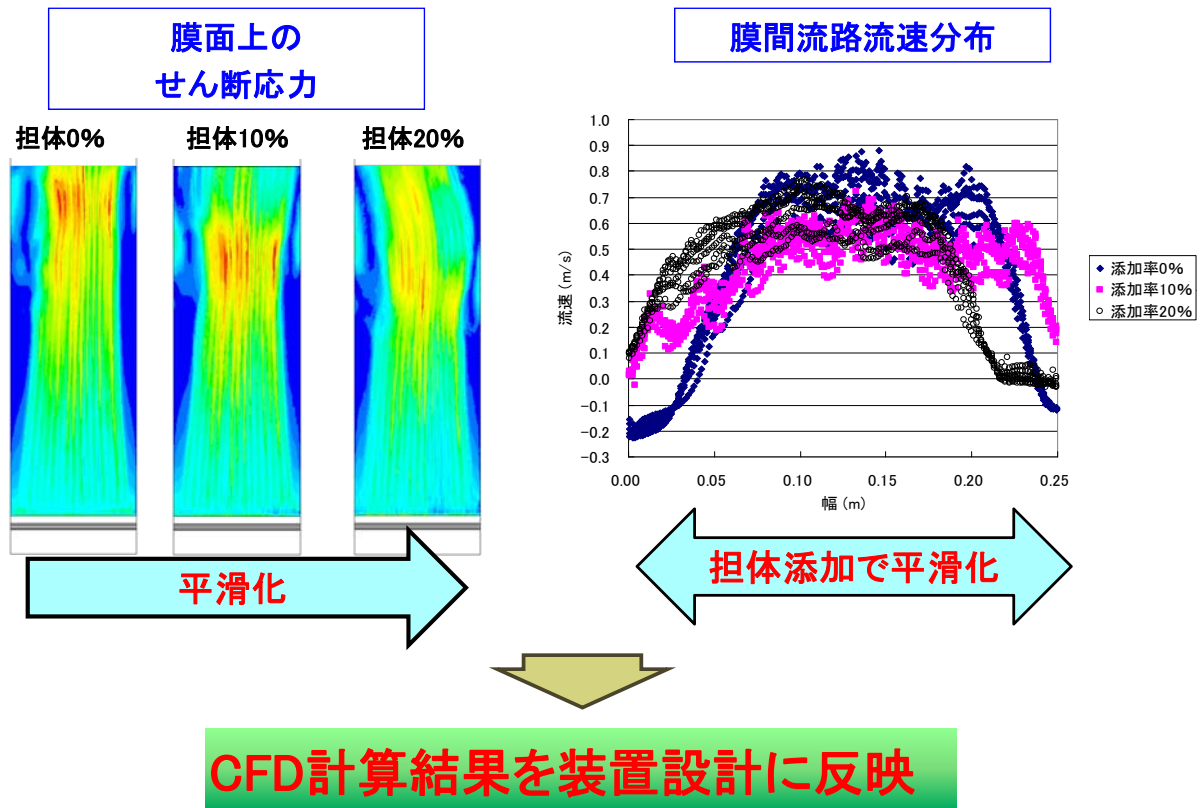 膜面上の
せん断応力
担体0%
担体10%
担体20%
平滑化
膜間流路流速分布
1.0
0.9
0.8
0.7
0.6
0.5
0.4
0.3
0.2
0.1
0.0
−0.1
−0.2
−0.3
流速 (m/s)
0.00 0.05 0.10 0.15 0.20 0.25
幅 (m)
添加率0%
添加率10%
添加率20%
担体添加で平滑化
CFD計算結果を装置設計に反映